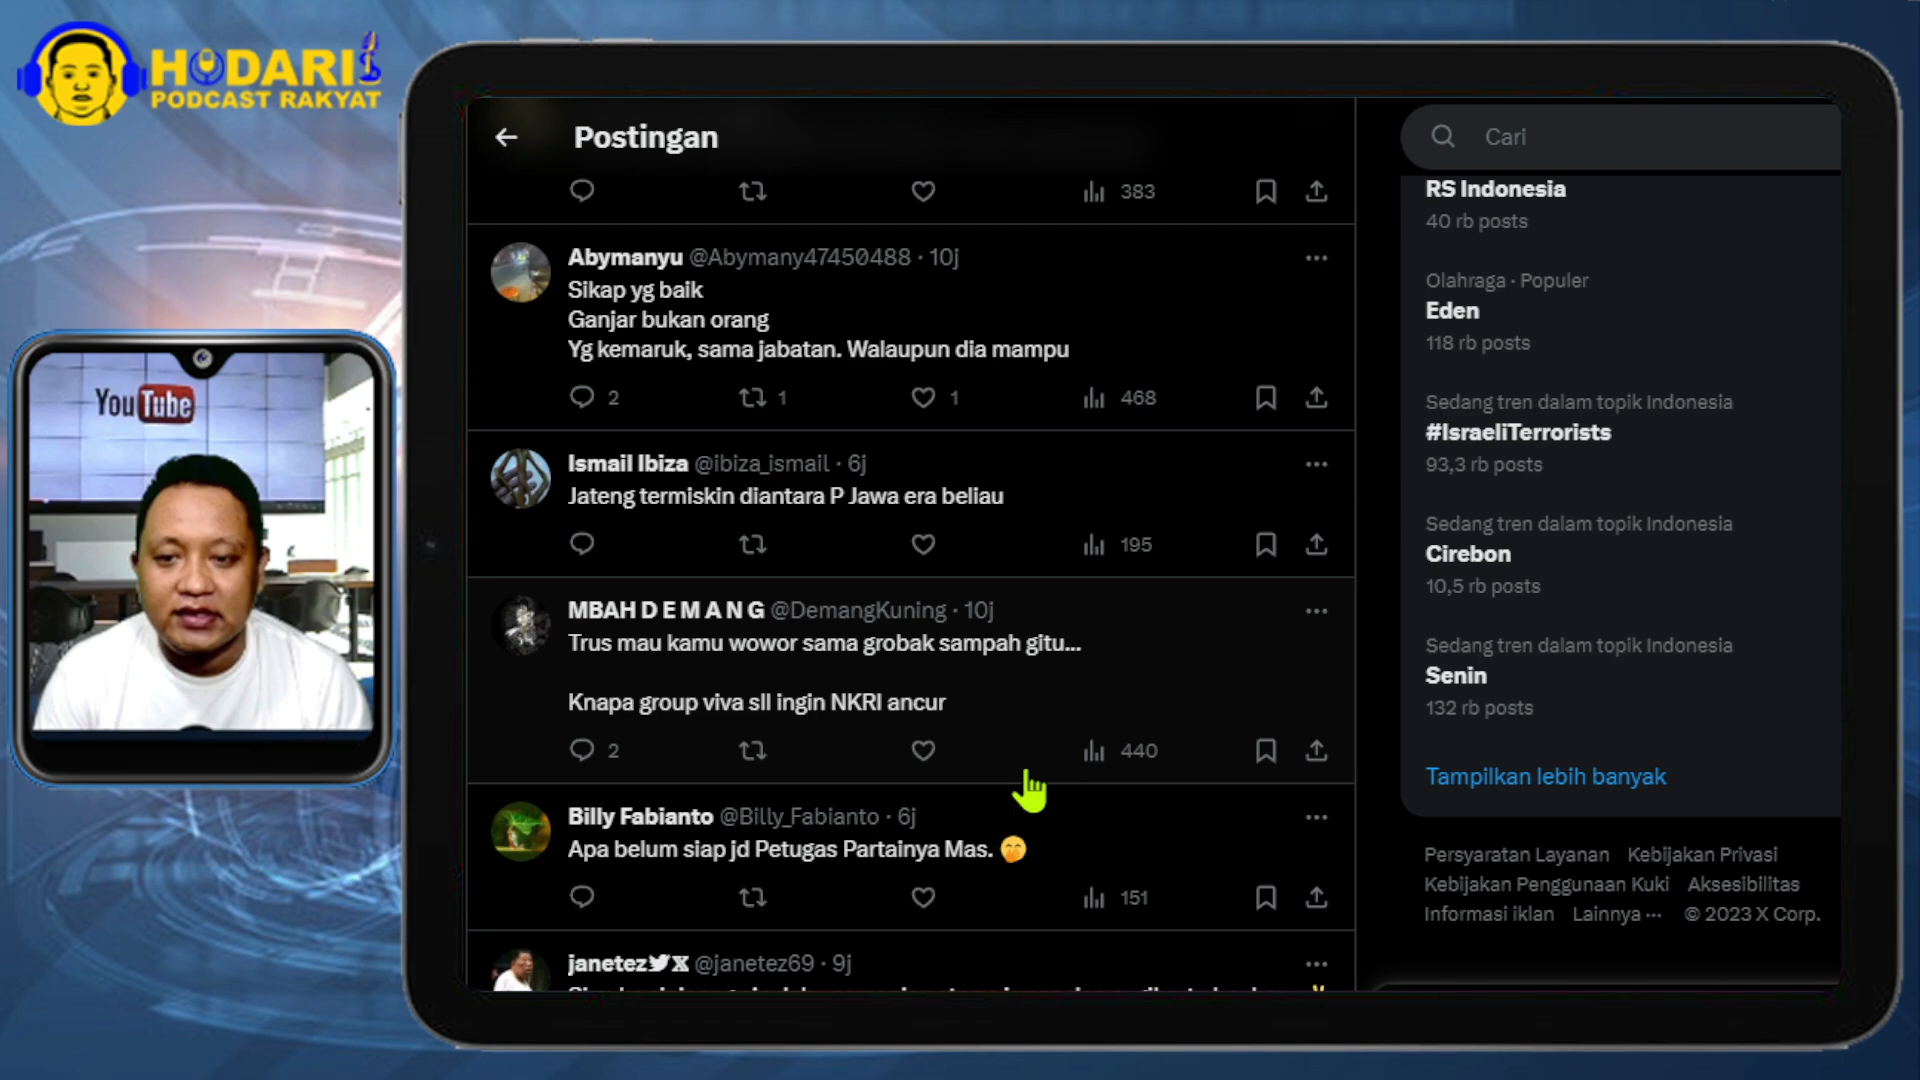 HODARI
PODCAST RAKYAT
YouTube
Postingan
383
Abymanyu @Abymany47450488 · 10j
Sikap yg baik
Ganjar bukan orang
Yg kemaruk, sama jabatan. Walaupun dia mampu
2 1 1 468
Ismail Ibiza @ibiza_ismail · 6j
Jateng termiskin diantara P Jawa era beliau
195
MBAH D E M A N G @DemangKuning · 10j
Trus mau kamu wowor sama grobak sampah gitu...
Knapa group viva sll ingin NKRI ancur
2 440
Billy Fabianto @Billy_Fabianto · 6j
Apa belum siap jd Petugas Partainya Mas. 🤭
151
janetez @janetez69 · 9j
Cari
RS Indonesia
40 rb posts
Olahraga · Populer
Eden
118 rb posts
Sedang tren dalam topik Indonesia
#IsraeliTerrorists
93,3 rb posts
Sedang tren dalam topik Indonesia
Cirebon
10,5 rb posts
Sedang tren dalam topik Indonesia
Senin
132 rb posts
Tampilkan lebih banyak
Persyaratan Layanan Kebijakan Privasi
Kebijakan Penggunaan Kuki Aksesibilitas
Informasi iklan Lainnya ··· © 2023 X Corp.